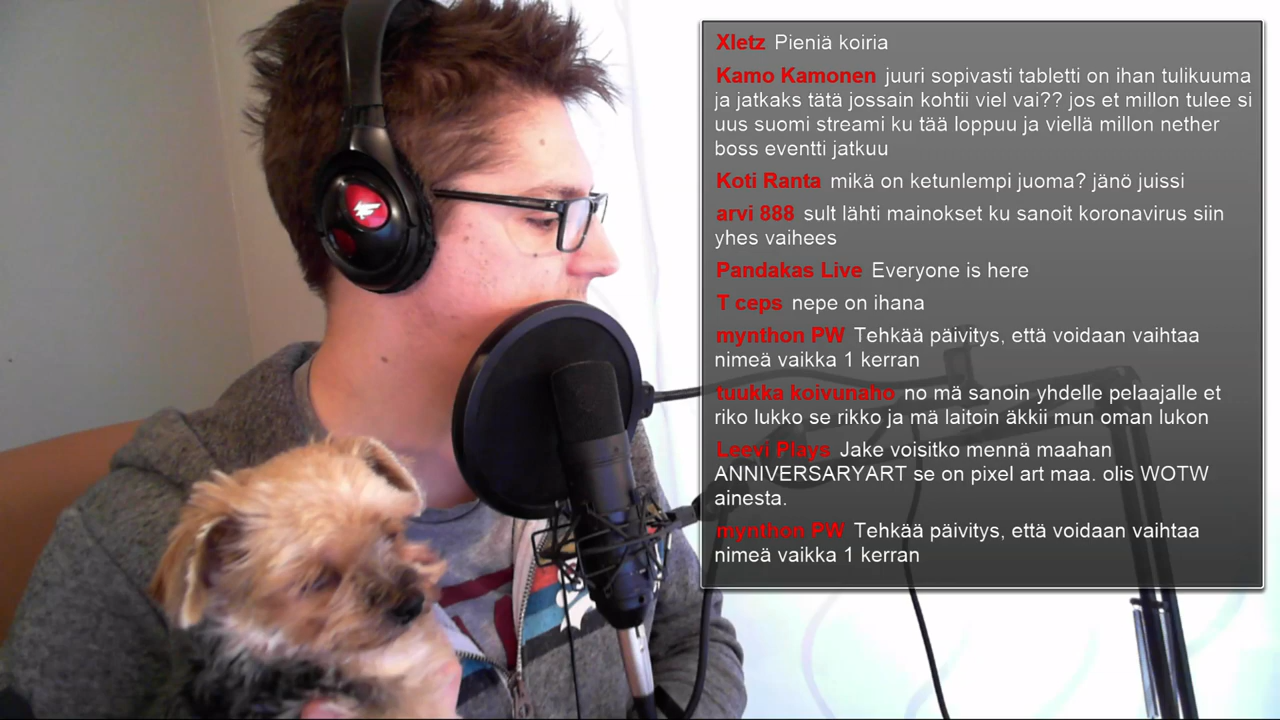 Xletz Pieniä koiria
Kamo Kamonen juuri sopivasti tabletti on ihan tulikuuma
ja jatkaks tätä jossain kohtii viel vai?? jos et millon tulee si
uus suomi streami ku tää loppuu ja viellä millon nether
boss eventti jatkuu
Koti Ranta mikä on ketunlempi juoma? jänö juissi
arvi 888 sult lähti mainokset ku sanoit koronavirus siin
yhes vaihees
Pandakas Live Everyone is here
T ceps nepe on ihana
mynthon PW Tehkää päivitys, että voidaan vaihtaa
nimeä vaikka 1 kerran
tuukka koivunaho no mä sanoin yhdelle pelaajalle et
riko lukko se rikko ja mä laitoin äkkii mun oman lukon
Leevi Plays Jake voisitko mennä maahan
ANNIVERSARYART se on pixel art maa. olis WOTW
ainesta.
mynthon PW Tehkää päivitys, että voidaan vaihtaa
nimeä vaikka 1 kerran